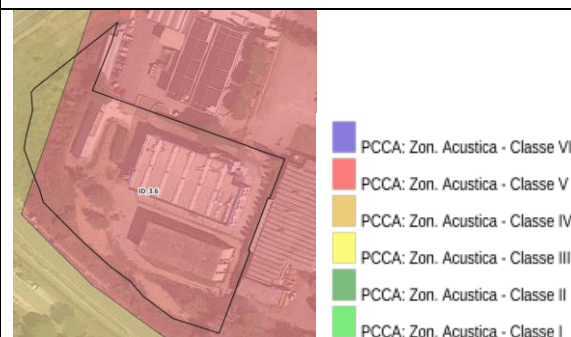 ID 3.6
PCCA: Zon. Acustica - Classe VI
PCCA: Zon. Acustica - Classe V
PCCA: Zon. Acustica - Classe IV
PCCA: Zon. Acustica - Classe III
PCCA: Zon. Acustica - Classe II
PCCA: Zon. Acustica - Classe I